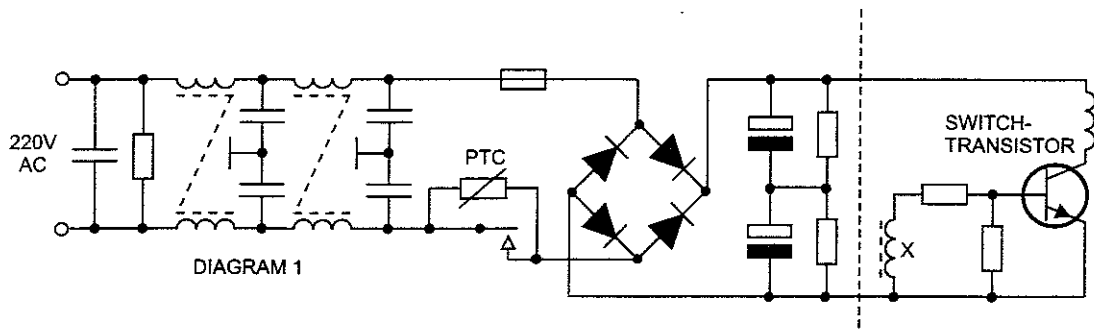 220V
AC
PTC
SWITCH-
TRANSISTOR
X
DIAGRAM 1